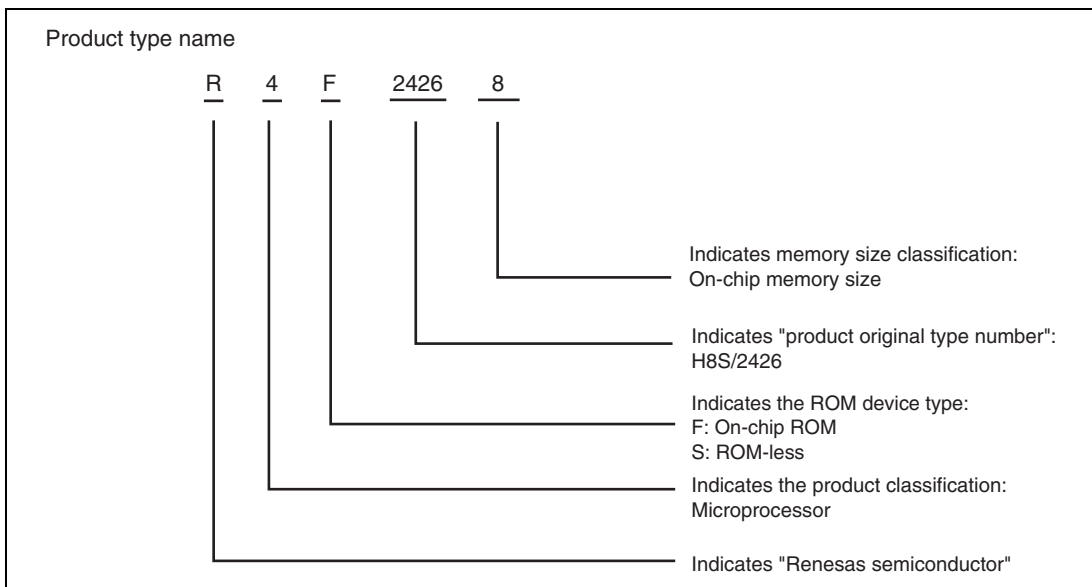 Product type name
R 4 F 2426 8
Indicates memory size classification:
On-chip memory size
Indicates "product original type number":
H8S/2426
Indicates the ROM device type:
F: On-chip ROM
S: ROM-less
Indicates the product classification:
Microprocessor
Indicates "Renesas semiconductor"